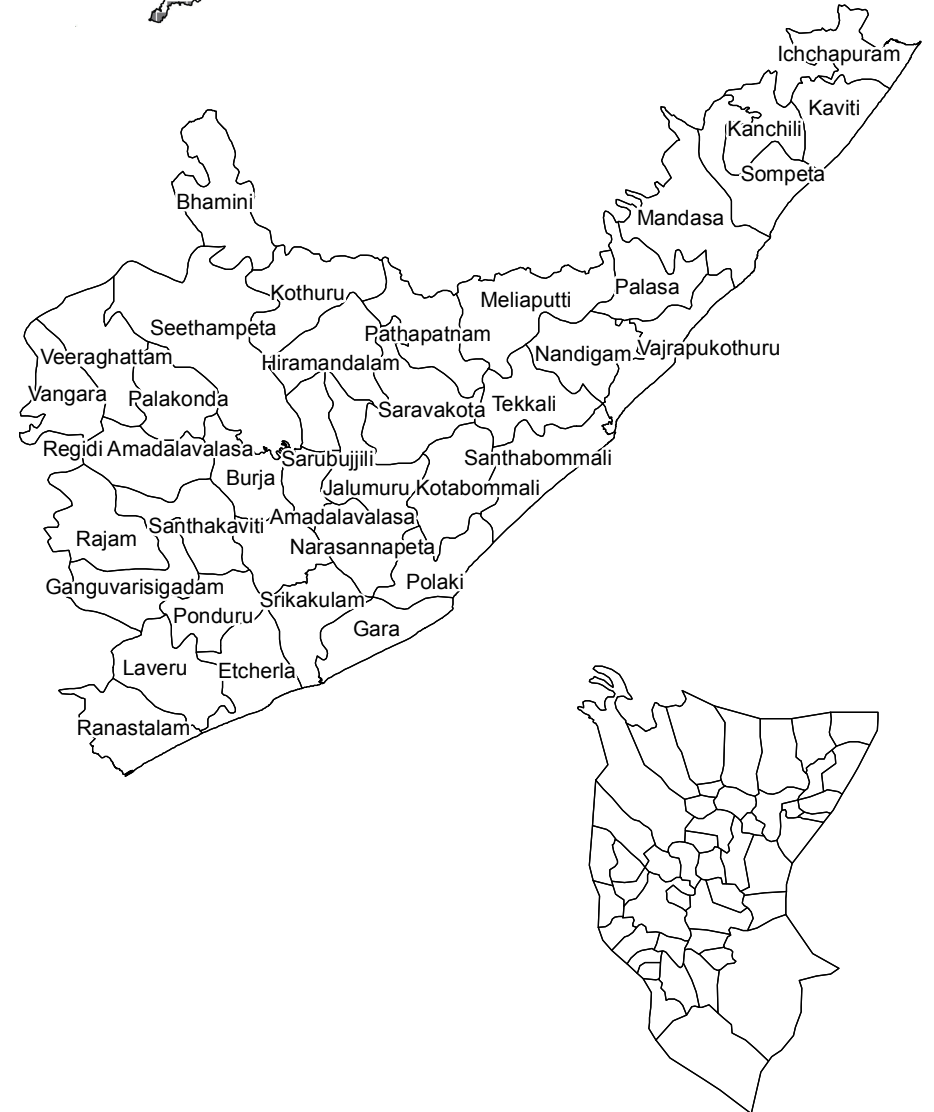 Ichchapuram
Kaviti
Kanchili
Sompeta
Bhamini
Mandasa
Palasa
Kothuru
Meliaputti
Seethampeta
Pathapatnam
Vajrapukothuru
Nandigam
Veeraghattam
Hiramandalam
Vangara
Palakonda
Tekkali
Saravakota
Regidi Amadalavalasa
Sarubujjili
Santhabommali
Burja
Jalumuru
Kotabommali
Amadalavalasa
Santhakaviti
Rajam
Narasannapeta
Polaki
Ganguvarisigadam
Srikakulam
Ponduru
Gara
Laveru
Etcherla
Ranastalam